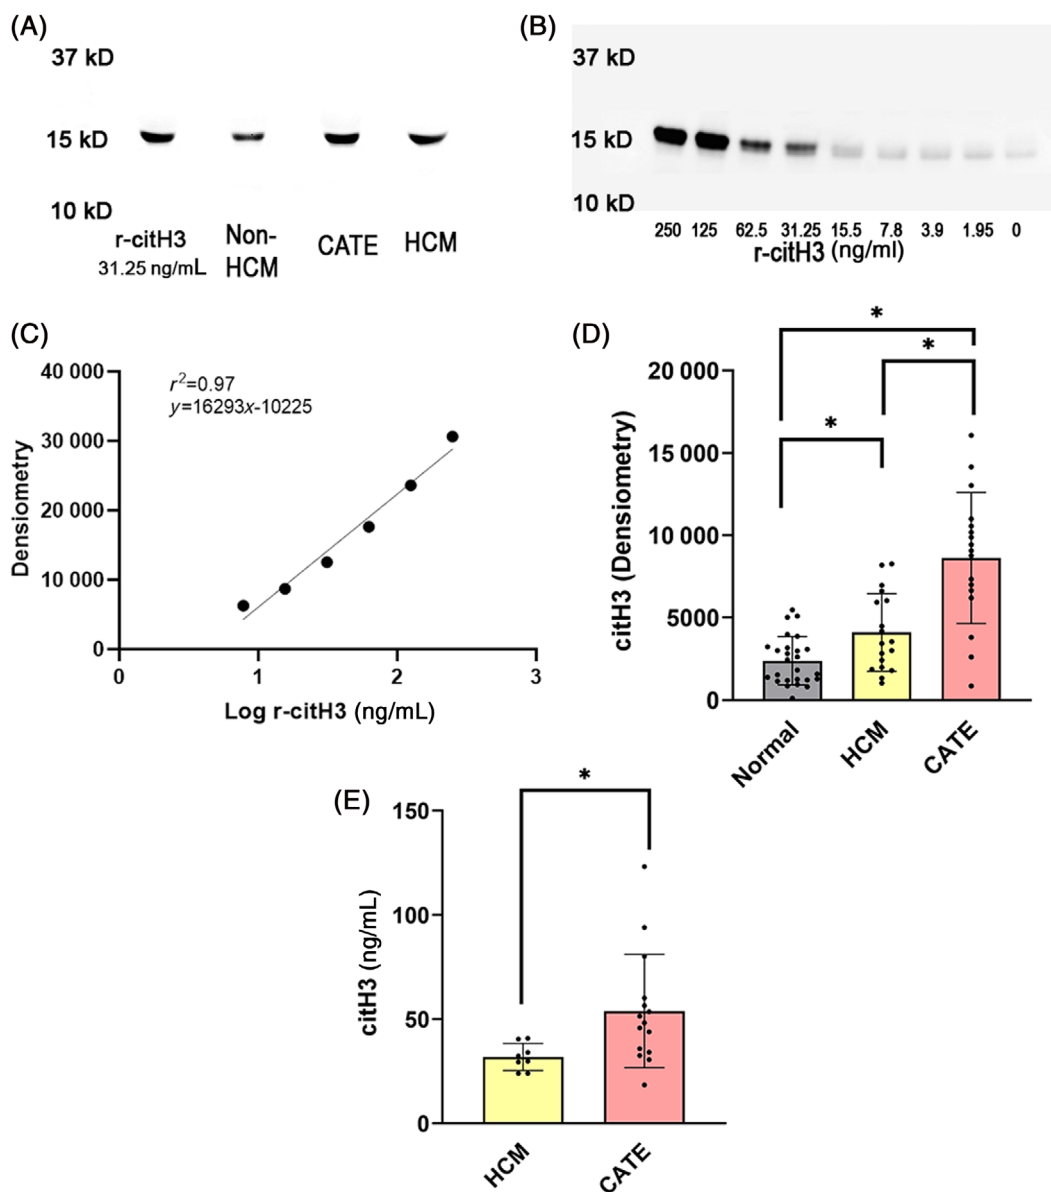 (A)
37 kD
15 kD
10 kD
r-citH3
31.25 ng/mL
Non-
HCM
CATE
HCM
(B)
37 kD
15 kD
10 kD
250 125 62.5 31.25 15.5 7.8 3.9 1.95 0
r-citH3 (ng/ml)
(C)
40 000
30 000
20 000
10 000
0
0 1 2 3
r²=0.97
y=16293x-10225
Densiometry
Log r-citH3 (ng/mL)
(D)
*
*
*
20 000
15 000
10 000
5000
0
citH3 (Densiometry)
Normal
HCM
CATE
(E)
*
150
100
50
0
citH3 (ng/mL)
HCM
CATE